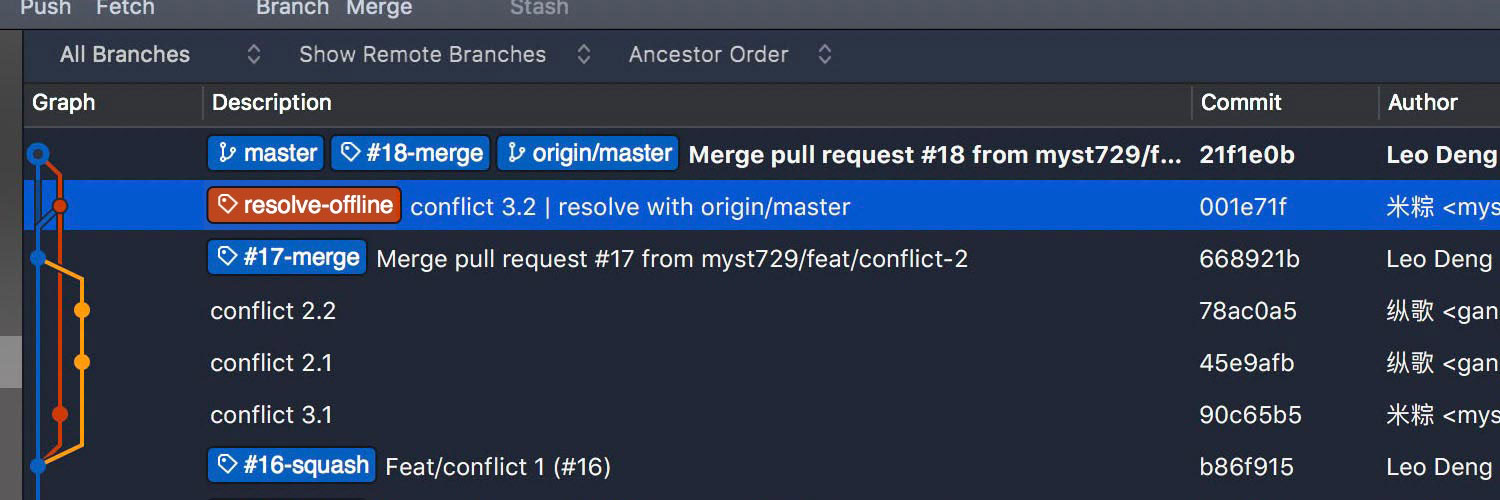 Push Fetch Branch Merge Stash
All Branches Show Remote Branches Ancestor Order
Graph Description Commit Author
master #18-merge origin/master Merge pull request #18 from myst729/f... 21f1e0b Leo Deng
resolve-offline conflict 3.2 | resolve with origin/master 001e71f 米粽 <mys
#17-merge Merge pull request #17 from myst729/feat/conflict-2 668921b Leo Deng
conflict 2.2 78ac0a5 纵歌 <gan
conflict 2.1 45e9afb 纵歌 <gan
conflict 3.1 90c65b5 米粽 <mys
#16-squash Feat/conflict 1 (#16) b86f915 Leo Deng